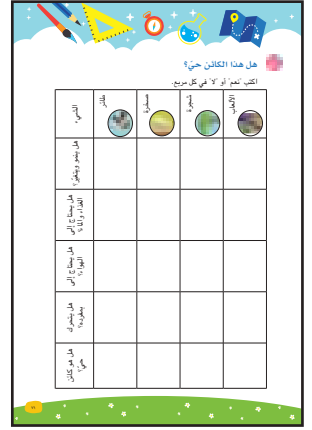 هل هذا الكائن حيّ؟
اكتب "نعم" أو "لا" في كل مربع.
الألعاب
شجرة
صخرة
طائر
الشيء
هل ينمو ويتغيّر؟
هل يحتاج إلى
الغذاء والماء؟
هل يحتاج إلى
الهواء؟
هل يتحرك
بمفرده؟
هل هو كائن
حيّ؟